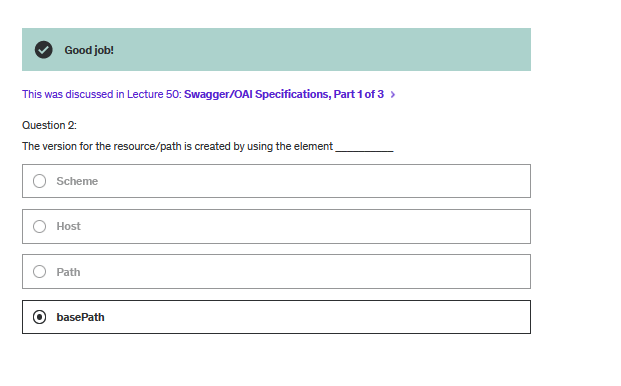 Good job!
This was discussed in Lecture 50: Swagger/OAI Specifications, Part 1 of 3 >
Question 2:
The version for the resource/path is created by using the element __________
Scheme
Host
Path
basePath